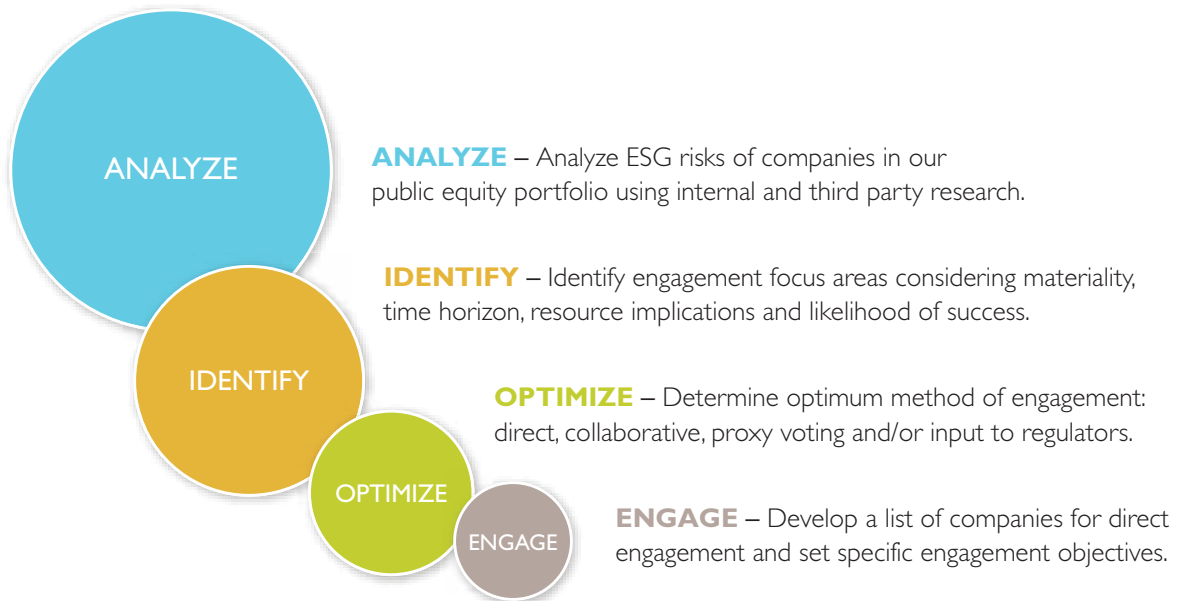 ANALYZE
ANALYZE – Analyze ESG risks of companies in our
public equity portfolio using internal and third party research.
IDENTIFY
IDENTIFY – Identify engagement focus areas considering materiality,
time horizon, resource implications and likelihood of success.
OPTIMIZE
OPTIMIZE – Determine optimum method of engagement:
direct, collaborative, proxy voting and/or input to regulators.
ENGAGE
ENGAGE – Develop a list of companies for direct
engagement and set specific engagement objectives.